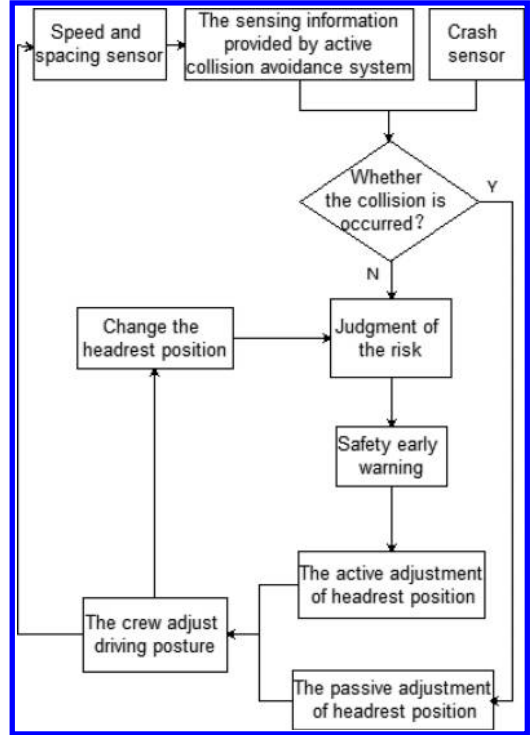 Speed and
spacing sensor
The sensing information
provided by active
collision avoidance system
Crash
sensor
Whether
the collision is
occurred?
Y
N
Change the
headrest position
Judgment of
the risk
Safety early
warning
The active adjustment
of headrest position
The crew adjust
driving posture
The passive adjustment
of headrest position